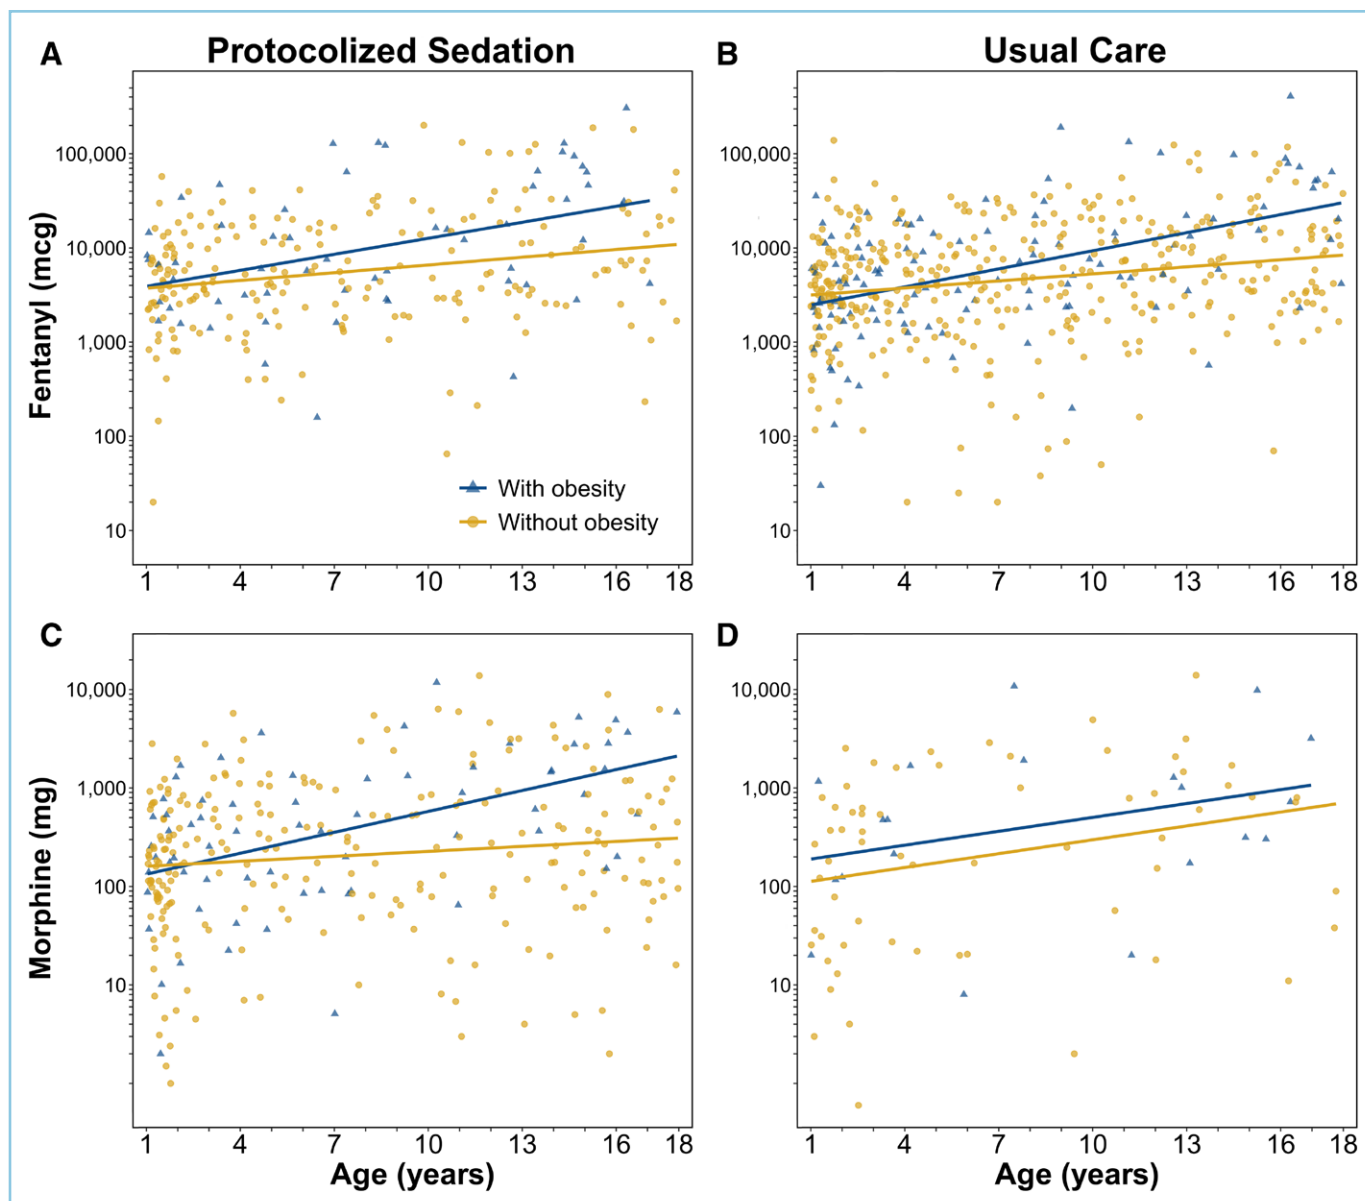 A Protocolized Sedation
B Usual Care
Fentanyl (mcg)
100,000
10,000
1,000
100
10
With obesity
Without obesity
1 4 7 10 13 16 18
100,000
10,000
1,000
100
10
1 4 7 10 13 16 18
C
D
Morphine (mg)
10,000
1,000
100
10
1 4 7 10 13 16 18
Age (years)
10,000
1,000
100
10
1 4 7 10 13 16 18
Age (years)